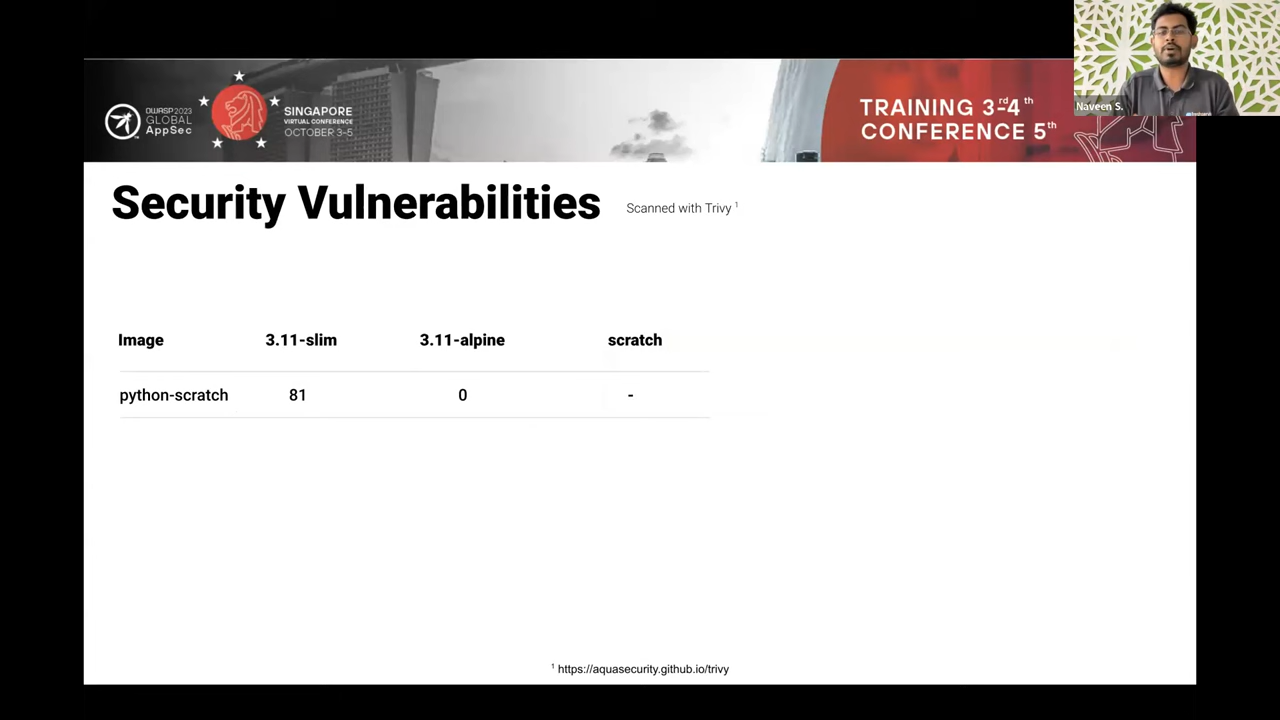 OWASP 2023
GLOBAL
AppSec
SINGAPORE
VIRTUAL CONFERENCE
OCTOBER 3-5
TRAINING 3rd-4th
CONFERENCE 5th
Naveen S.
Security Vulnerabilities
Scanned with Trivy 1
Image 3.11-slim 3.11-alpine scratch
python-scratch 81 0 -
1 https://aquasecurity.github.io/trivy